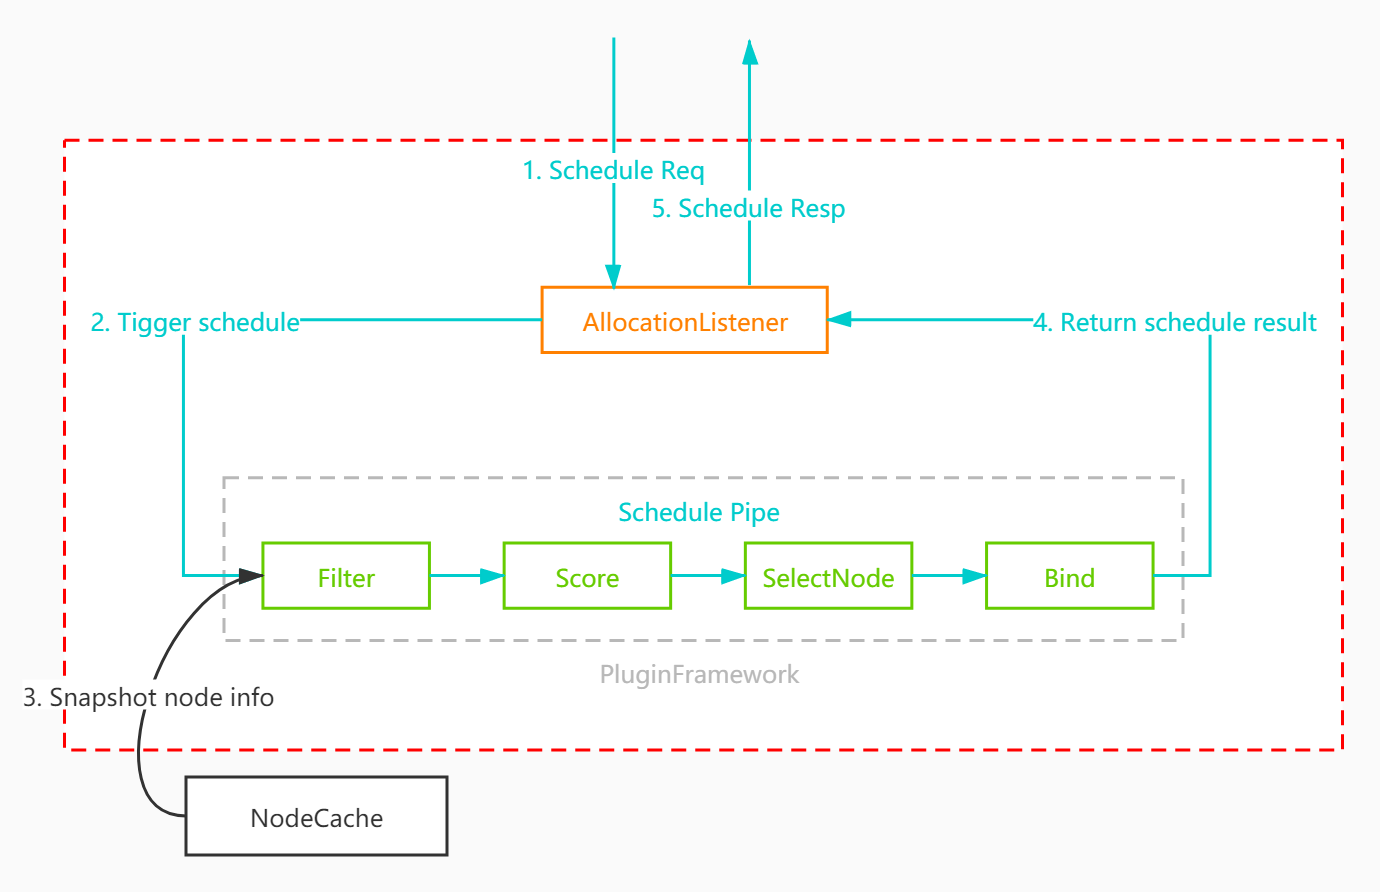 1. Schedule Req
5. Schedule Resp
2. Tigger schedule
AllocationListener
4. Return schedule result
Schedule Pipe
Filter
Score
SelectNode
Bind
PluginFramework
3. Snapshot node info
NodeCache